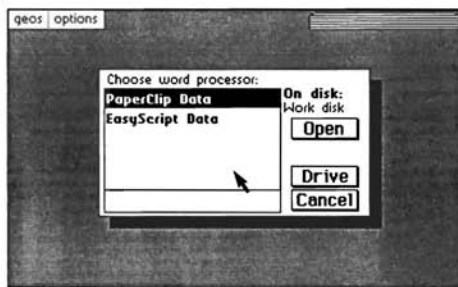 geos options
Choose word processor:
PaperClip Data
EasyScript Data
On disk:
Work disk
Open
Drive
Cancel